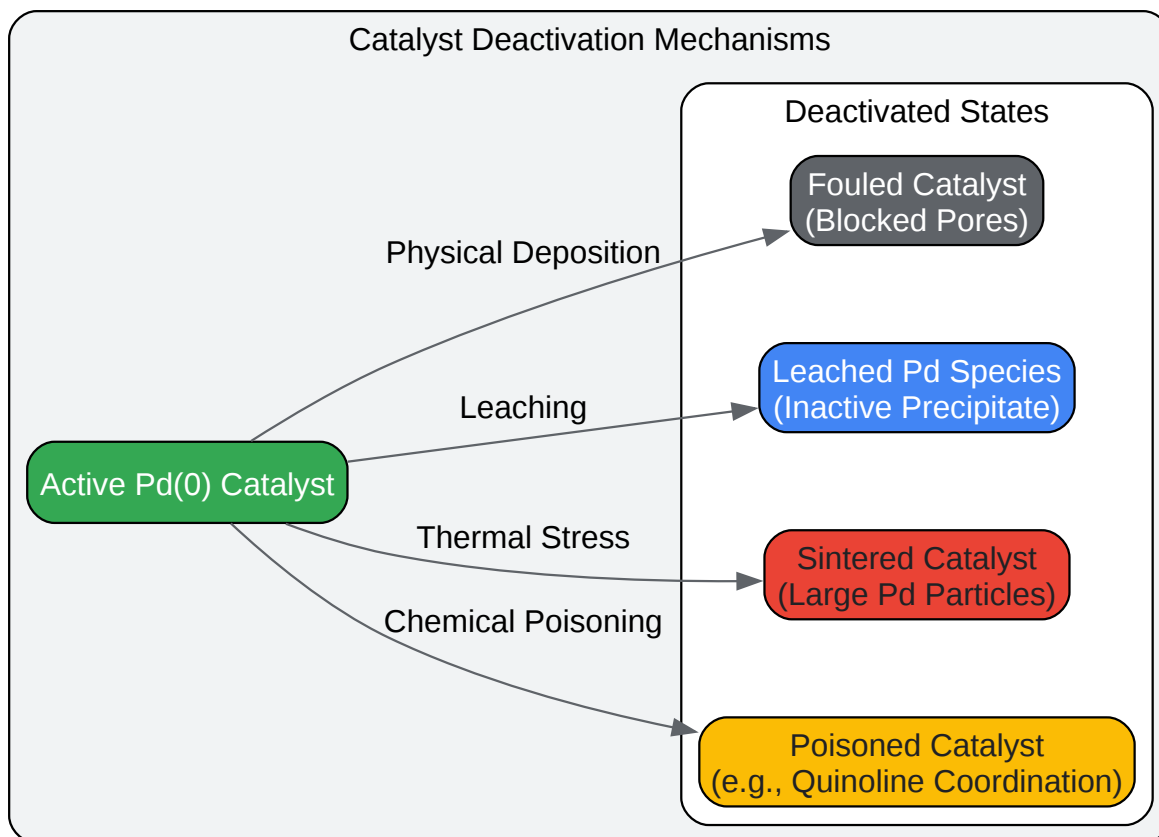 Catalyst Deactivation Mechanisms
Deactivated States
Fouled Catalyst
(Blocked Pores)
Physical Deposition
Leached Pd Species
(Inactive Precipitate)
Leaching
Active Pd(0) Catalyst
Thermal Stress
Sintered Catalyst
(Large Pd Particles)
Chemical Poisoning
Poisoned Catalyst
(e.g., Quinoline Coordination)